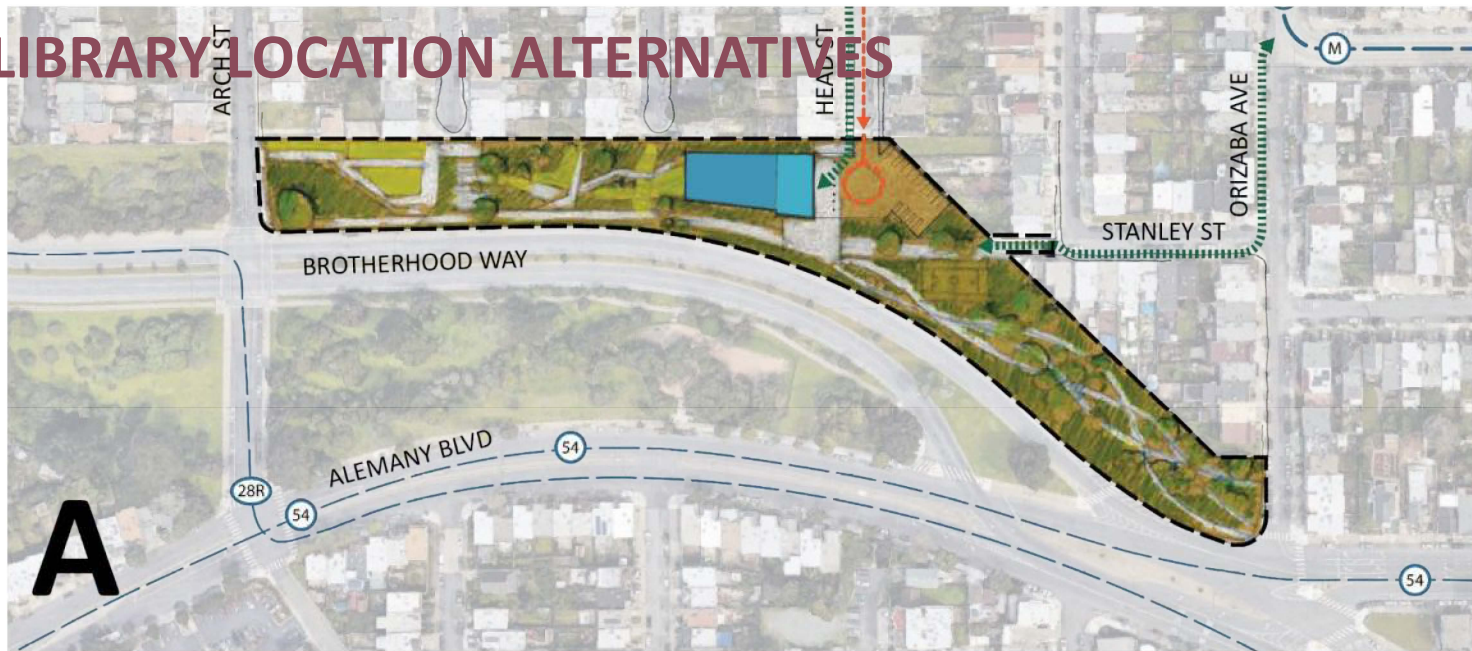 LIBRARY LOCATION ALTERNATIVES
ARCH ST
HEAD ST
ORIZABA AVE
M
STANLEY ST
BROTHERHOOD WAY
ALEMANY BLVD
54
28R
54
54
A